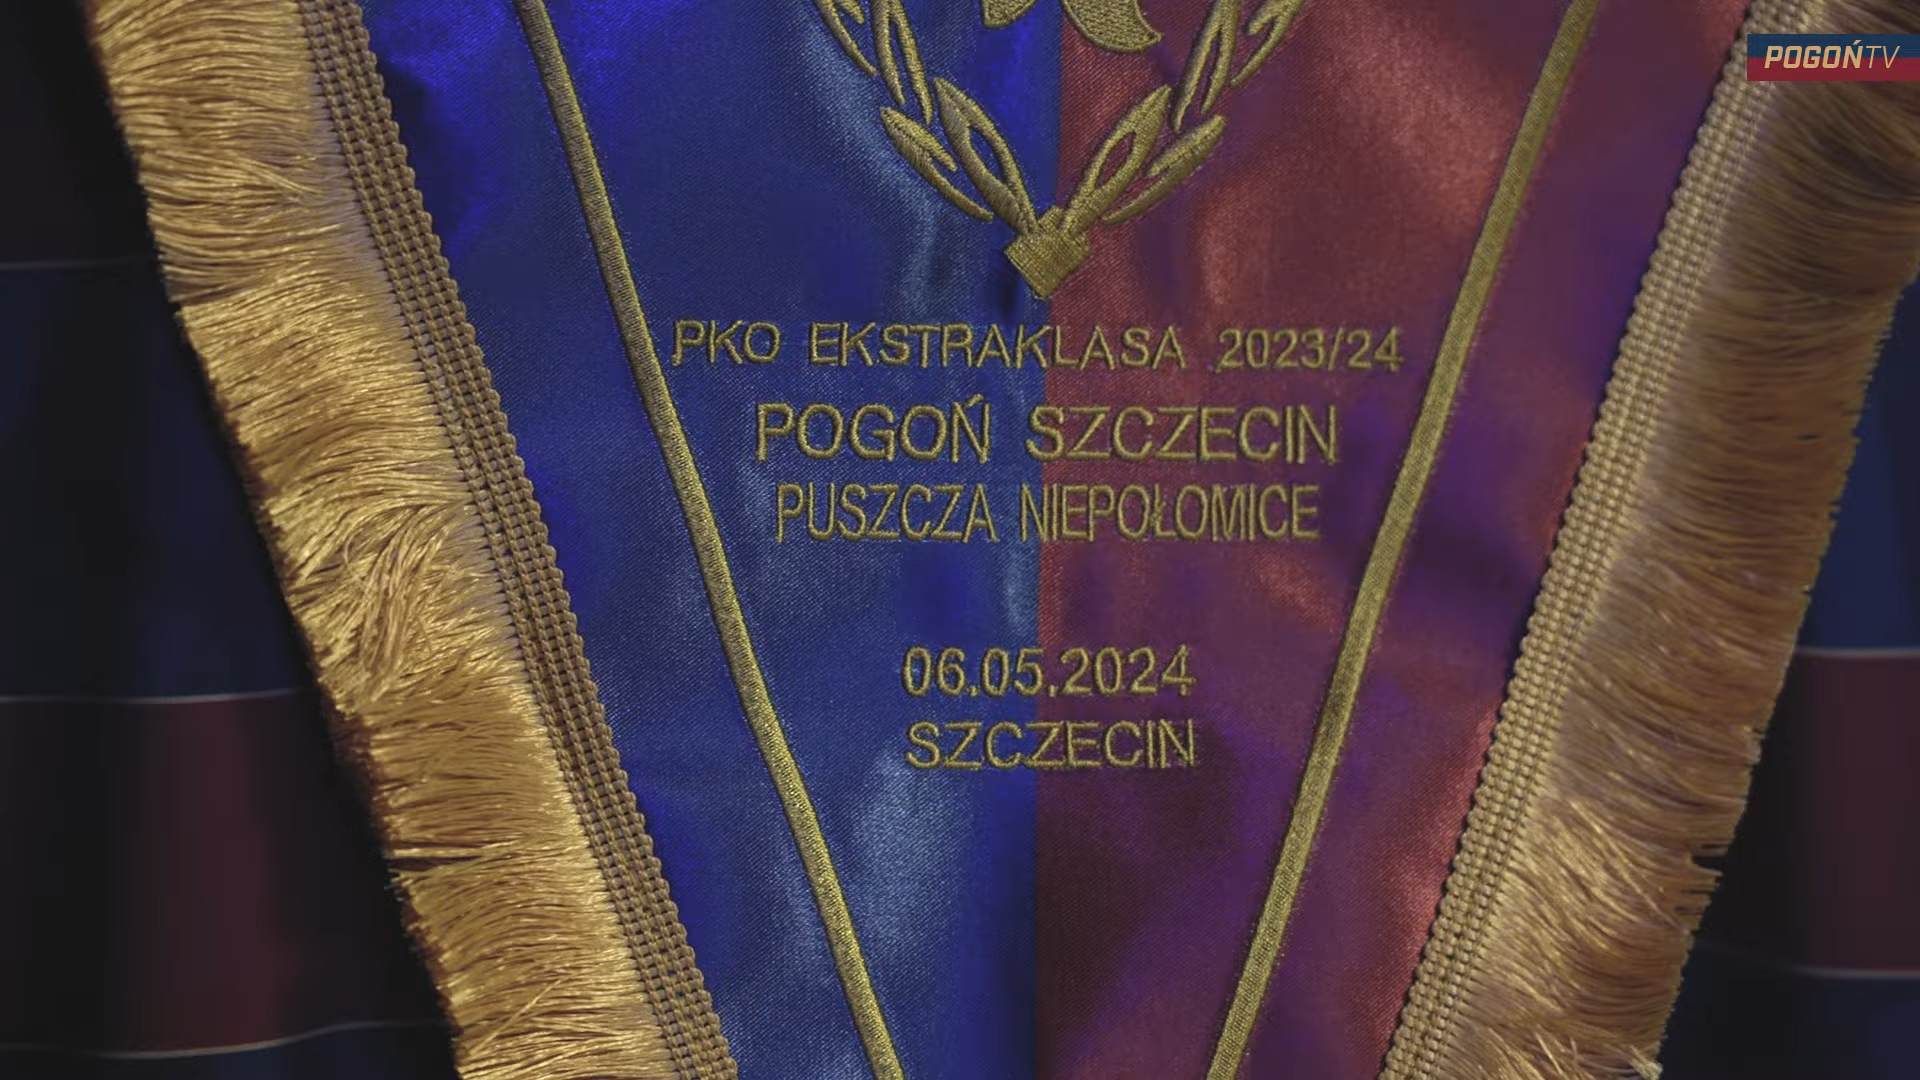 POGOŃTV
PKO EKSTRAKLASA 2023/24
POGOŃ SZCZECIN
PUSZCZA NIEPOŁOMICE
06.05.2024
SZCZECIN